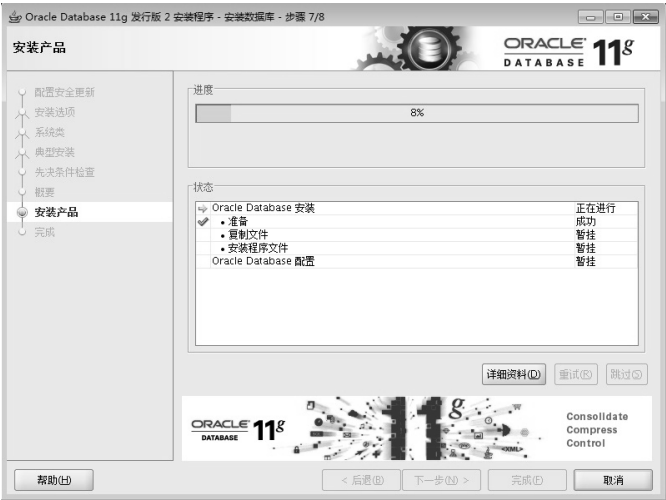 Oracle Database 11g 发行版 2 安装程序 - 安装数据库 - 步骤 7/8
安装产品
ORACLE
DATABASE 11g
配置安全更新
安装选项
系统类
典型安装
先决条件检查
概要
安装产品
完成
进度
8%
状态
Oracle Database 安装 正在进行
• 准备 成功
• 复制文件 暂挂
• 安装程序文件 暂挂
Oracle Database 配置 暂挂
详细资料(D) 重试(R) 跳过(S)
ORACLE
DATABASE 11g
11g
<XML>
Consolidate
Compress
Control
帮助(H) < 后退(B) 下一步(N) > 完成(F) 取消